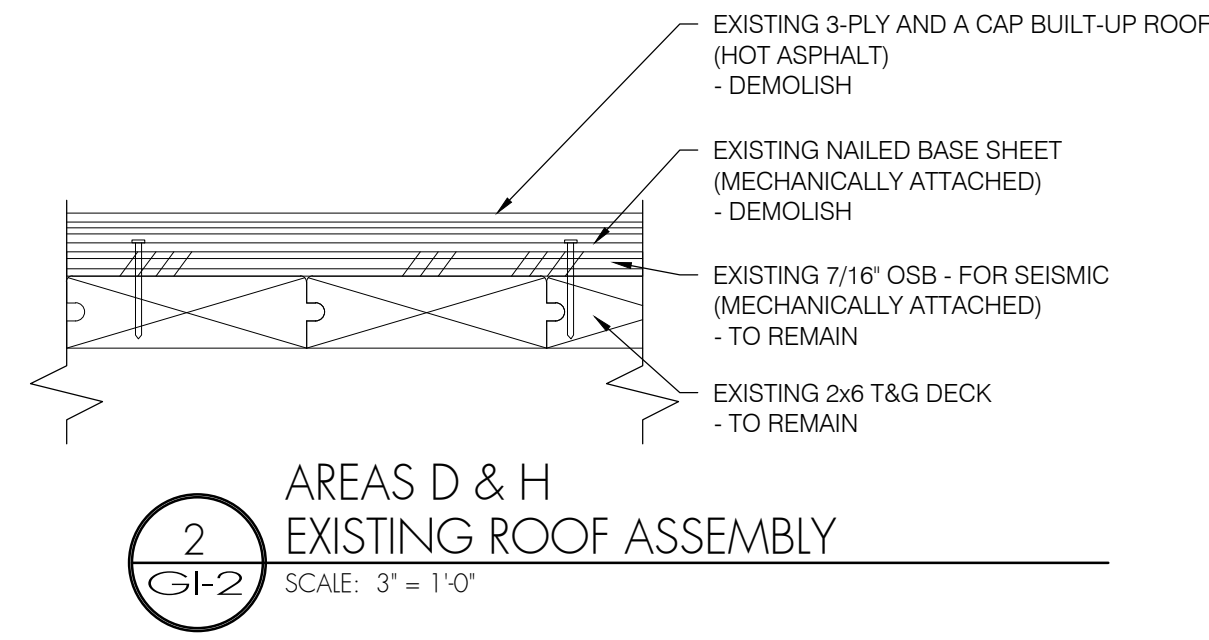 EXISTING 3-PLY AND A CAP BUILT-UP ROOF
(HOT ASPHALT)
- DEMOLISH
EXISTING NAILED BASE SHEET
(MECHANICALLY ATTACHED)
- DEMOLISH
EXISTING 7/16" OSB - FOR SEISMIC
(MECHANICALLY ATTACHED)
- TO REMAIN
EXISTING 2x6 T&G DECK
- TO REMAIN
AREAS D & H
2
EXISTING ROOF ASSEMBLY
GI-2
SCALE: 3" = 1'-0"